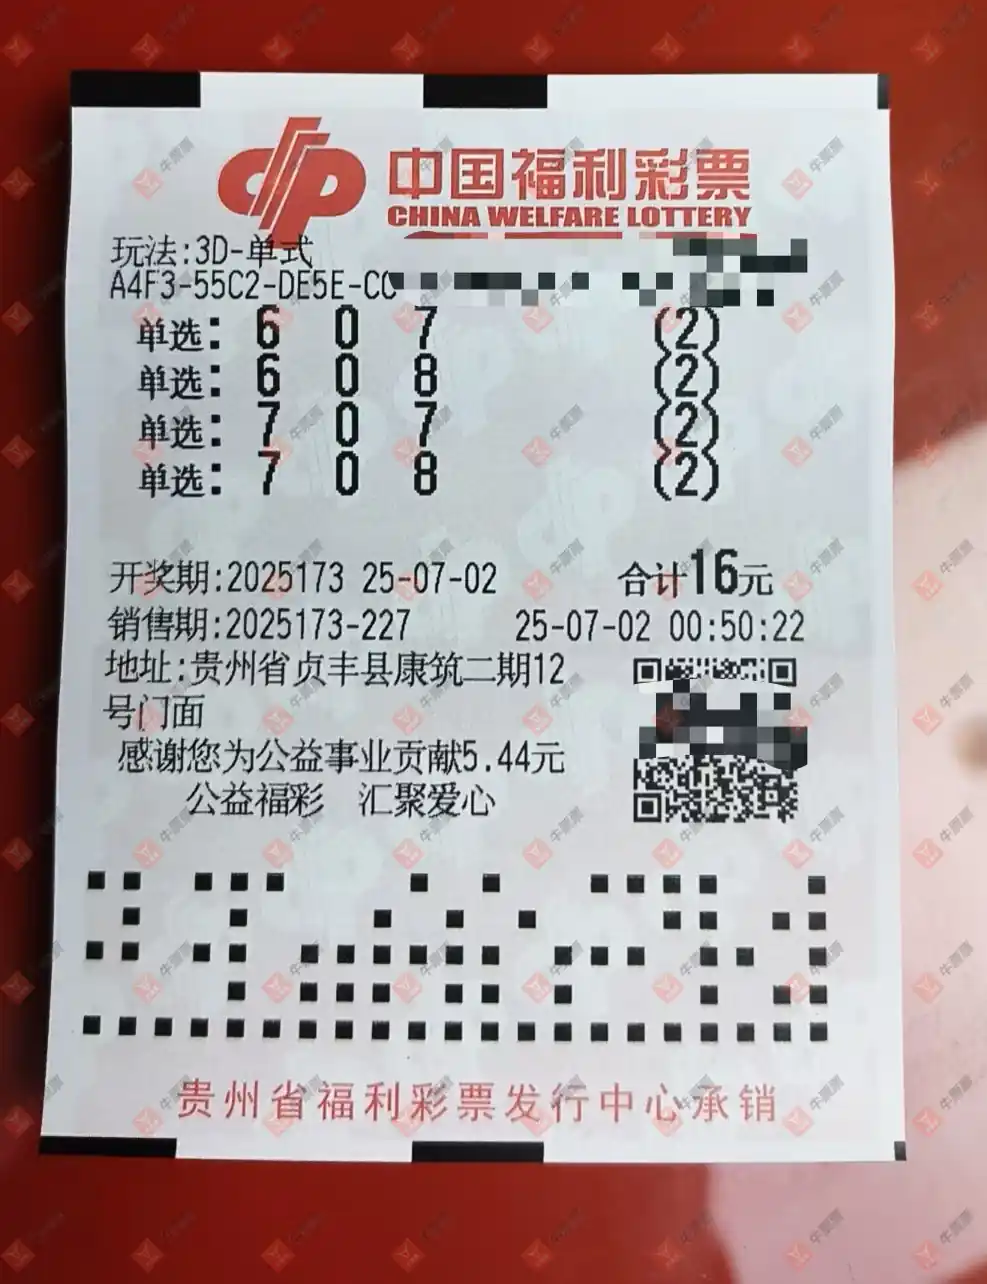 中国福利彩票
CHINA WELFARE LOTTERY
玩法:3D-单式
A4F3-55C2-DE5E-CC
单选: 6 0 7 (2)
单选: 6 0 8 (2)
单选: 7 0 7 (2)
单选: 7 0 8 (2)
开奖期:2025173 25-07-02 合计16元
销售期:2025173-227 25-07-02 00:50:22
地址:贵州省贞丰县康筑二期12
号门面
感谢您为公益事业贡献5.44元
公益福彩 汇聚爱心
贵州省福利彩票发行中心承销